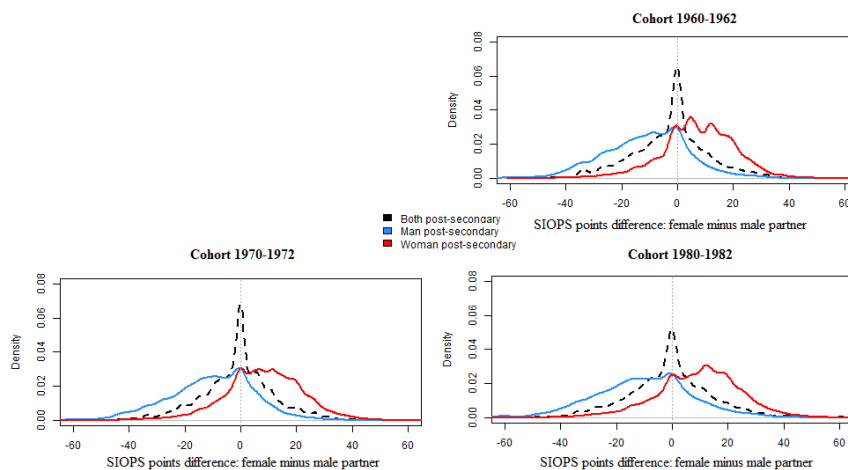 Cohort 1960-1962
Density
0.00 0.02 0.04 0.06 0.08
-60 -40 -20 0 20 40 60
SIOPS points difference: female minus male partner
Both post-secondary
Man post-secondary
Woman post-secondary
Cohort 1970-1972
Density
0.00 0.02 0.04 0.06 0.08
-60 -40 -20 0 20 40 60
SIOPS points difference: female minus male partner
Cohort 1980-1982
Density
0.00 0.02 0.04 0.06 0.08
-60 -40 -20 0 20 40 60
SIOPS points difference: female minus male partner